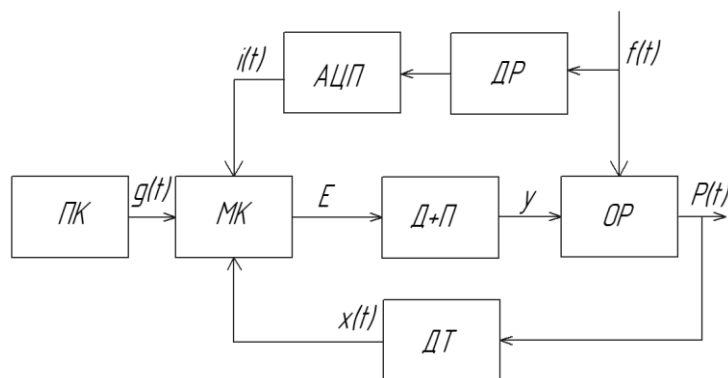 i(t)
АЦП
ДР
f(t)
ПК
g(t)
МК
E
Д+П
y
ОР
P(t)
x(t)
ДТ